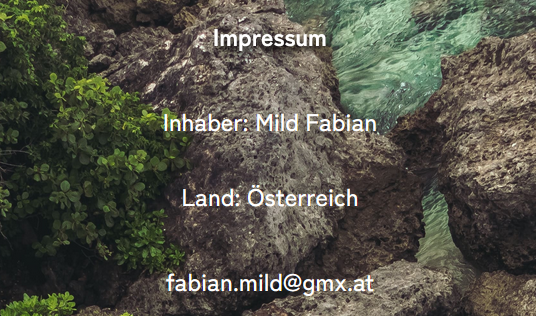 Impressum
Inhaber: Mild Fabian
Land: Österreich
fabian.mild@gmx.at